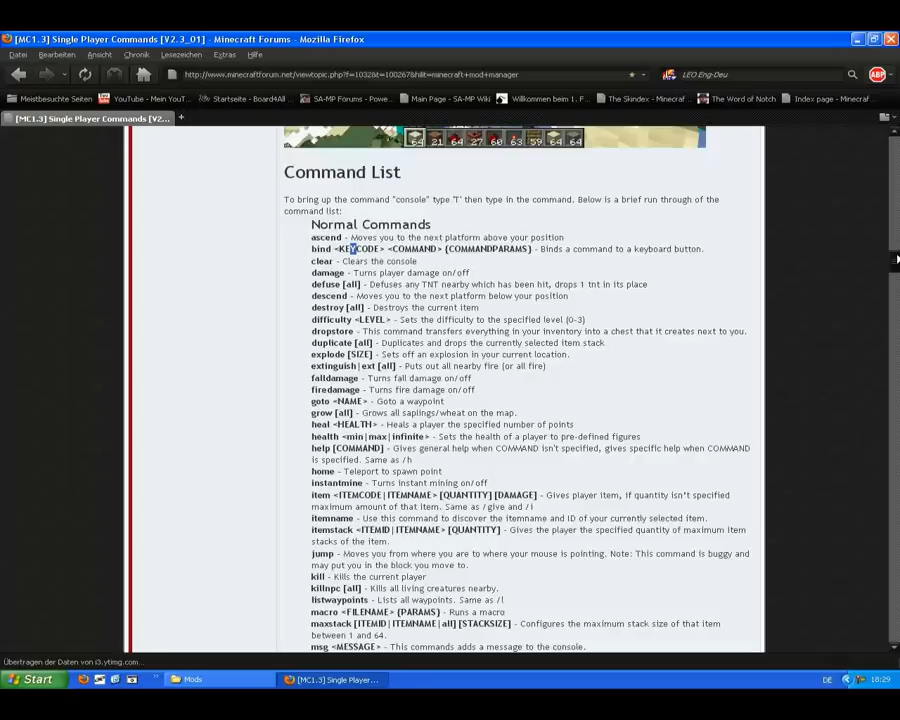 [MC1.3] Single Player Commands [V2.3_01] - Minecraft Forums - Mozilla Firefox
Datei Bearbeiten Ansicht Chronik Lesezeichen Extras Hilfe
http://www.minecraftforum.net/viewtopic.php?f=1032&t=100267&hilit=minecraft+mod+manager
LEO Eng-Deu
ABP
Meistbesuchte Seiten YouTube - Mein YouT... Startseite - Board4All SA-MP Forums - Powe... Main Page - SA-MP Wiki Willkommen beim 1. F... The Skindex - Minecraf... The Word of Notch Index page - Minecraf...
[MC1.3] Single Player Commands [V2...
64 21 64 27 60 63 59 64 64
Command List
To bring up the command "console" type 'T' then type in the command. Below is a brief run through of the
command list:
Normal Commands
ascend - Moves you to the next platform above your position
bind <KEYCODE> <COMMAND> {COMMANDPARAMS} - Binds a command to a keyboard button.
clear - Clears the console
damage - Turns player damage on/off
defuse [all] - Defuses any TNT nearby which has been hit, drops 1 tnt in its place
descend - Moves you to the next platform below your position
destroy [all] - Destroys the current item
difficulty <LEVEL> - Sets the difficulty to the specified level (0-3)
dropstore - This command transfers everything in your inventory into a chest that it creates next to you.
duplicate [all] - Duplicates and drops the currently selected item stack
explode [SIZE] - Sets off an explosion in your current location.
extinguish|ext [all] - Puts out all nearby fire (or all fire)
falldamage - Turns fall damage on/off
firedamage - Turns fire damage on/off
goto <NAME> - Goto a waypoint
grow [all] - Grows all saplings/wheat on the map.
heal <HEALTH> - Heals a player the specified number of points
health <min|max|infinite> - Sets the health of a player to pre-defined figures
help [COMMAND] - Gives general help when COMMAND isn't specified, gives specific help when COMMAND
is specified. Same as /h
home - Teleport to spawn point
instantmine - Turns instant mining on/off
item <ITEMCODE|ITEMNAME> [QUANTITY] [DAMAGE] - Gives player item, if quantity isn't specified
maximum amount of that item. Same as /give and /i
itemname - Use this command to discover the itemname and ID of your currently selected item.
itemstack <ITEMID|ITEMNAME> [QUANTITY] - Gives the player the specified quantity of maximum item
stacks of the item.
jump - Moves you from where you are to where your mouse is pointing. Note: This command is buggy and
may put you in the block you move to.
kill - Kills the current player
killnpc [all] - Kills all living creatures nearby.
listwaypoints - Lists all waypoints. Same as /l
macro <FILENAME> {PARAMS} - Runs a macro
maxstack [ITEMID|ITEMNAME|all] [STACKSIZE] - Configures the maximum stack size of that item
between 1 and 64.
msg <MESSAGE> - This commands adds a message to the console.
Übertragen der Daten von i3.ytimg.com...
Start Mods [MC1.3] Single Player... DE 18:29